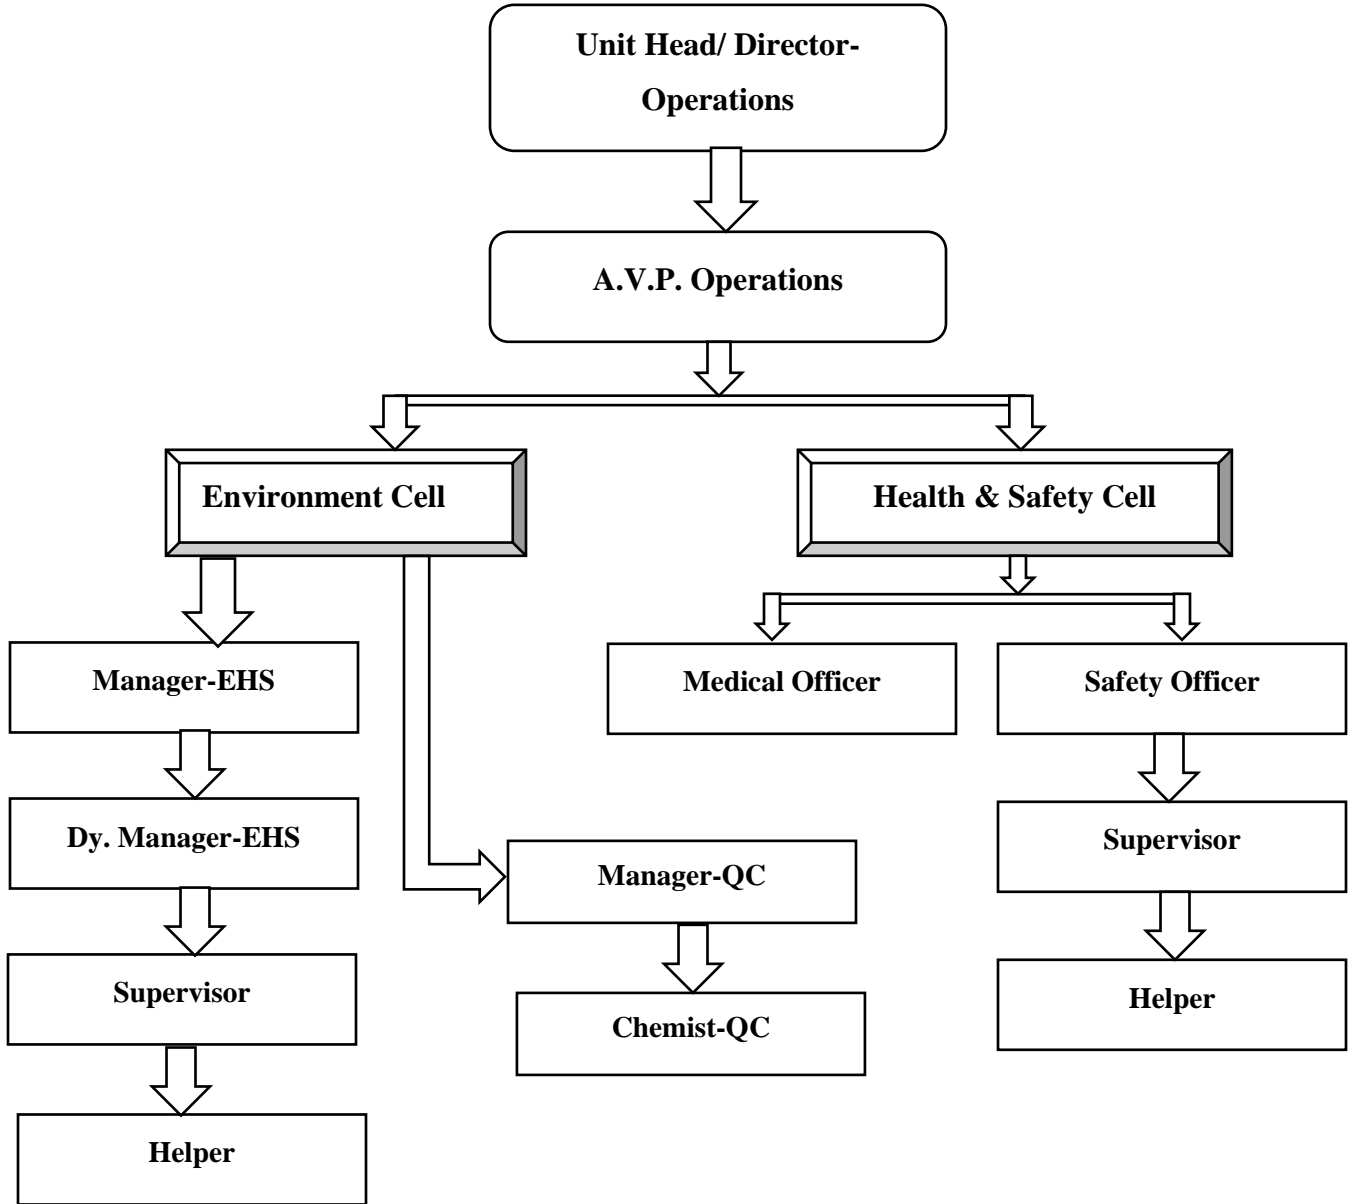 Unit Head/ Director-
Operations
A.V.P. Operations
Environment Cell
Health & Safety Cell
Manager-EHS
Medical Officer
Safety Officer
Dy. Manager-EHS
Supervisor
Manager-QC
Supervisor
Helper
Chemist-QC
Helper